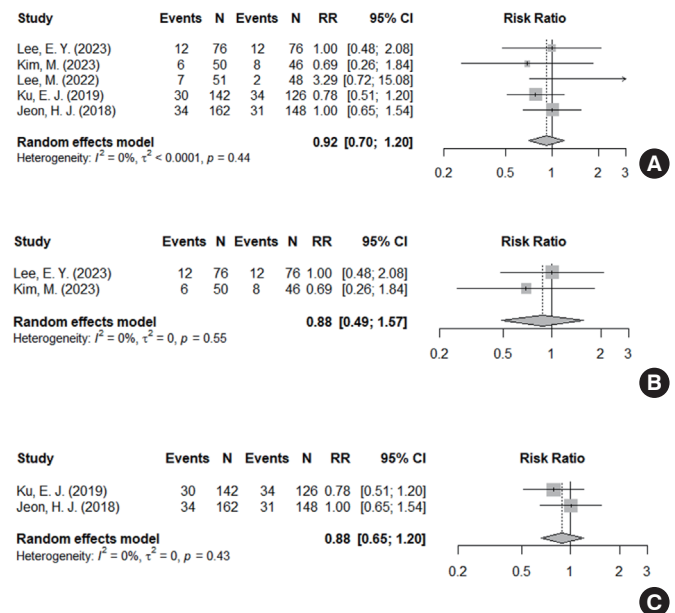 Study Events N Events N RR 95% CI Risk Ratio
Lee, E. Y. (2023) 12 76 12 76 1.00 [0.48; 2.08]
Kim, M. (2023) 6 50 8 46 0.69 [0.26; 1.84]
Lee, M. (2022) 7 51 2 48 3.29 [0.72; 15.08]
Ku, E. J. (2019) 30 142 34 126 0.78 [0.51; 1.20]
Jeon, H. J. (2018) 34 162 31 148 1.00 [0.65; 1.54]
Random effects model 0.92 [0.70; 1.20]
Heterogeneity: I² = 0%, τ² < 0.0001, p = 0.44
0.2 0.5 1 2 3
A
Study Events N Events N RR 95% CI Risk Ratio
Lee, E. Y. (2023) 12 76 12 76 1.00 [0.48; 2.08]
Kim, M. (2023) 6 50 8 46 0.69 [0.26; 1.84]
Random effects model 0.88 [0.49; 1.57]
Heterogeneity: I² = 0%, τ² = 0, p = 0.55
0.2 0.5 1 2 3
B
Study Events N Events N RR 95% CI Risk Ratio
Ku, E. J. (2019) 30 142 34 126 0.78 [0.51; 1.20]
Jeon, H. J. (2018) 34 162 31 148 1.00 [0.65; 1.54]
Random effects model 0.88 [0.65; 1.20]
Heterogeneity: I² = 0%, τ² = 0, p = 0.43
0.2 0.5 1 2 3
C